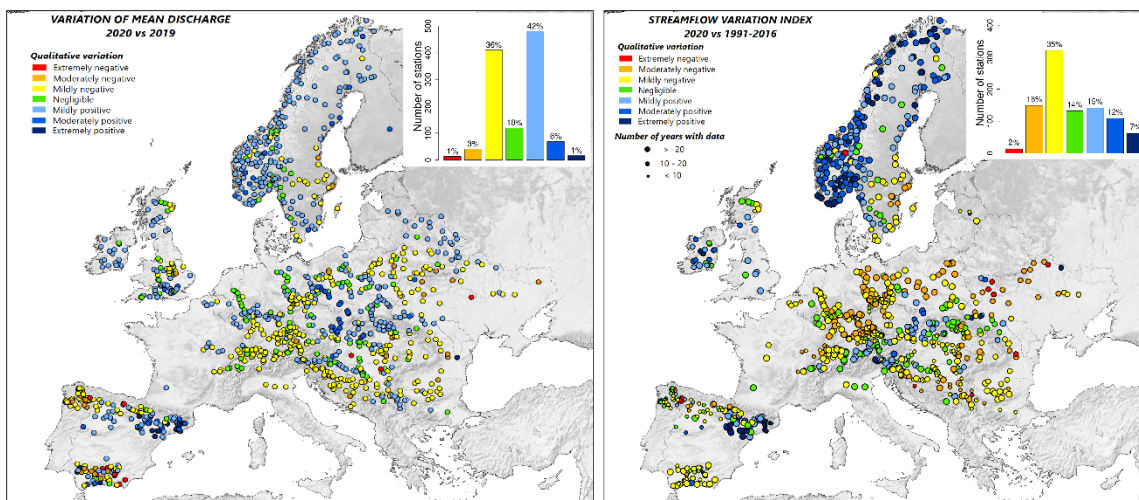 VARIATION OF MEAN DISCHARGE
2020 vs 2019
Qualitative variation
Extremely negative
Moderately negative
Mildly negative
Negligible
Mildly positive
Moderately positive
Extremely positive
Number of stations
0 100 200 300 400 500
1%
3%
36%
10%
42%
6%
1%
STREAMFLOW VARIATION INDEX
2020 vs 1991-2016
Qualitative variation
Extremely negative
Moderately negative
Mildly negative
Negligible
Mildly positive
Moderately positive
Extremely positive
Number of years with data
> 20
10 - 20
< 10
Number of stations
0 100 200 300 400
2%
35%
14%
12%
7%